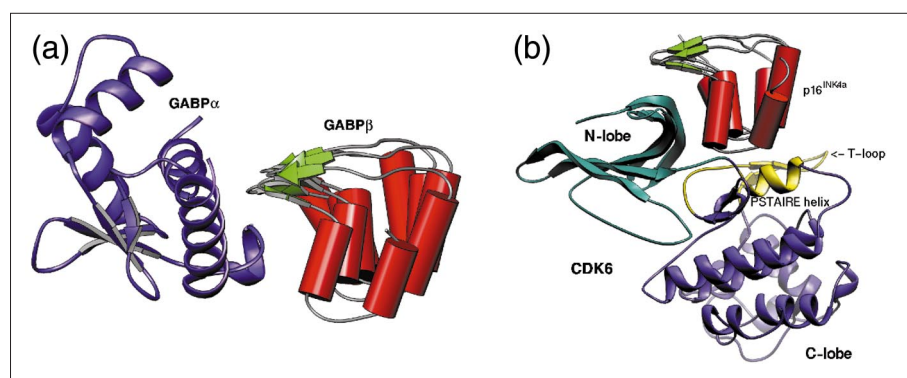 (a)
GABPα
GABPβ
(b)
p16INK4a
N-lobe
<- T-loop
PSTAIRE helix
CDK6
C-lobe